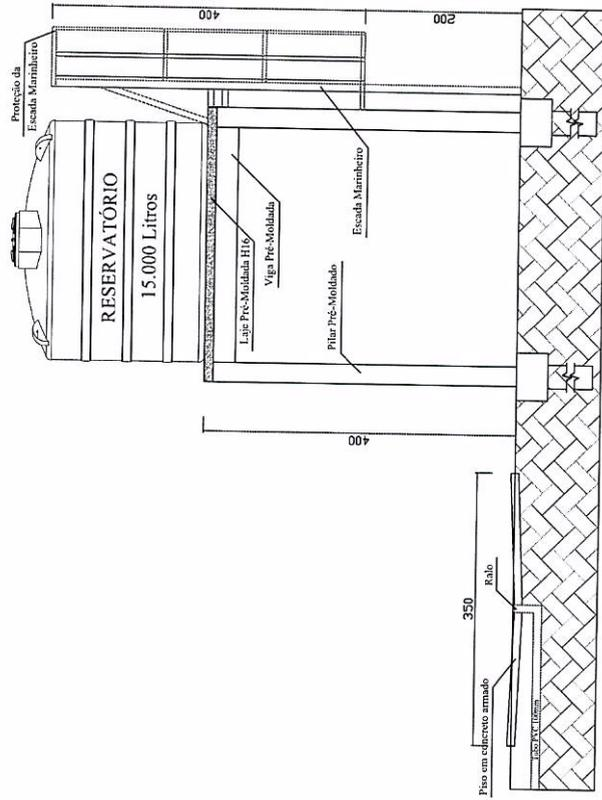 Proteção da
Escada Marinheiro
400
200
RESERVATÓRIO
15.000 Litros
Laje Pré-Moldada H16
Viga Pré-Moldada
Escada Marinheiro
Pilar Pré-Moldado
400
350
Ralo
Piso em concreto armado
Tubo PVC 100mm